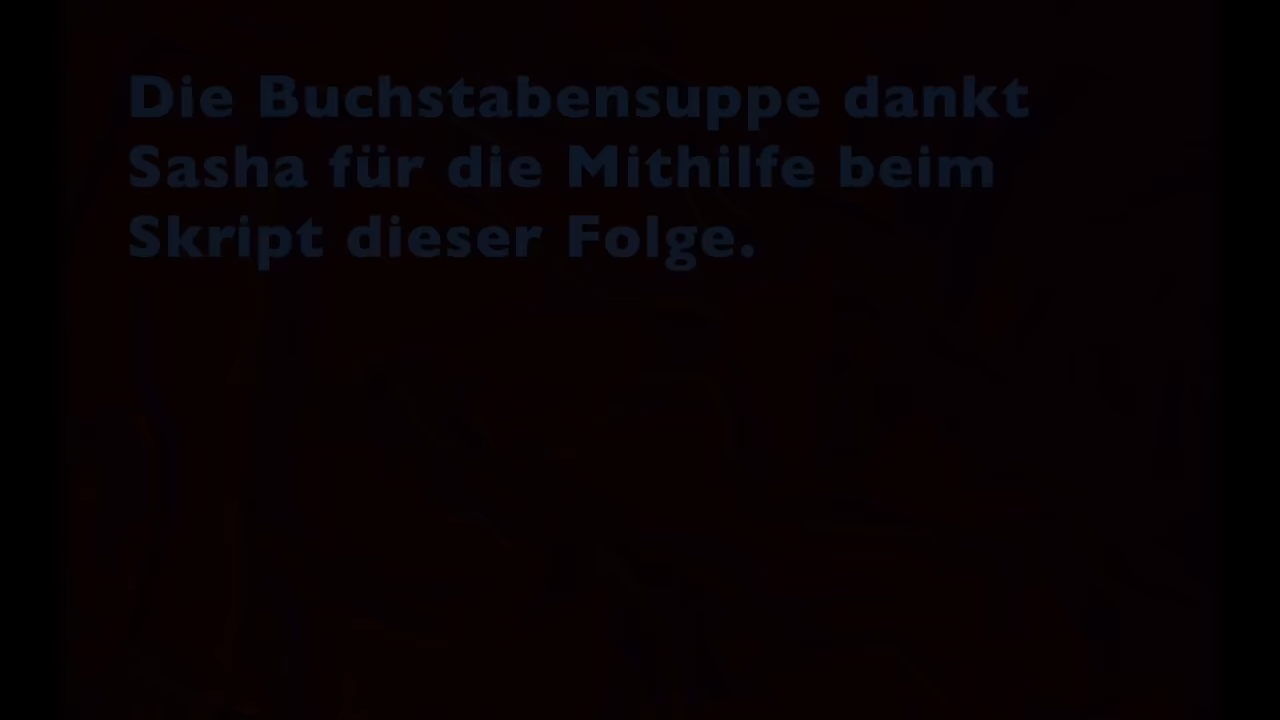 Die Buchstabensuppe dankt
Sasha für die Mithilfe beim
Skript dieser Folge.